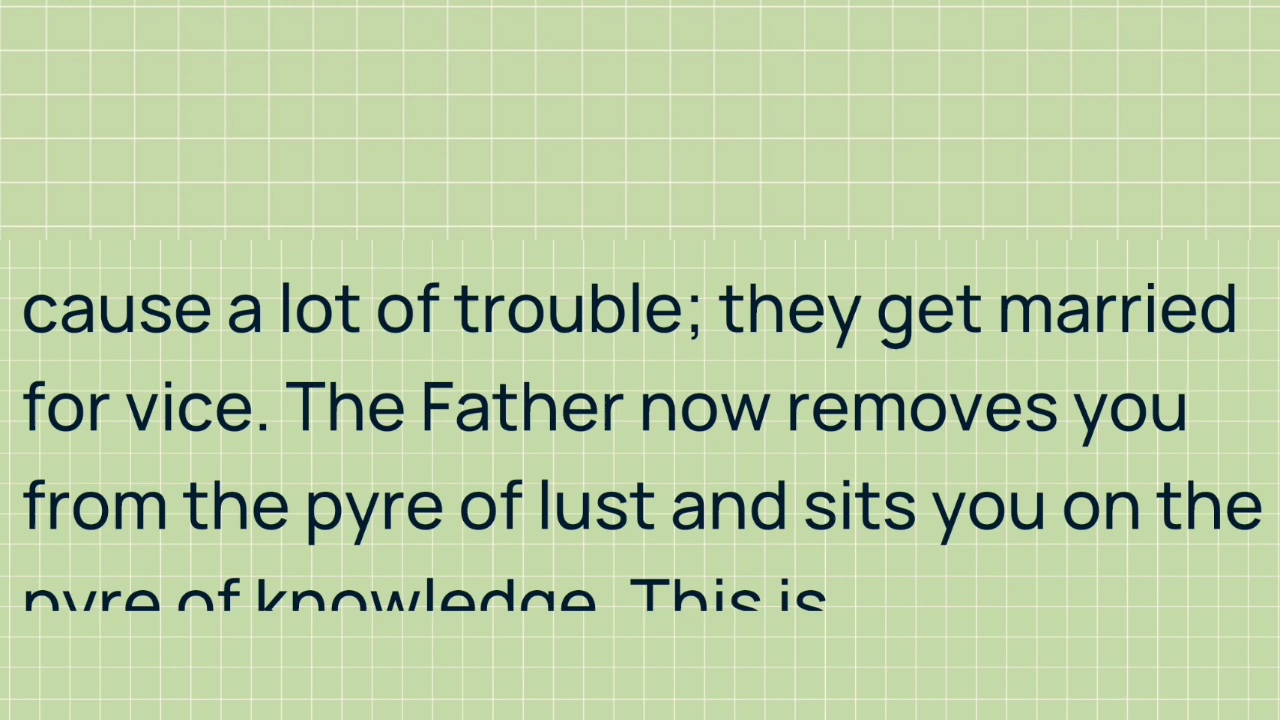 cause a lot of trouble; they get married
for vice. The Father now removes you
from the pyre of lust and sits you on the
pyre of knowledge. This is